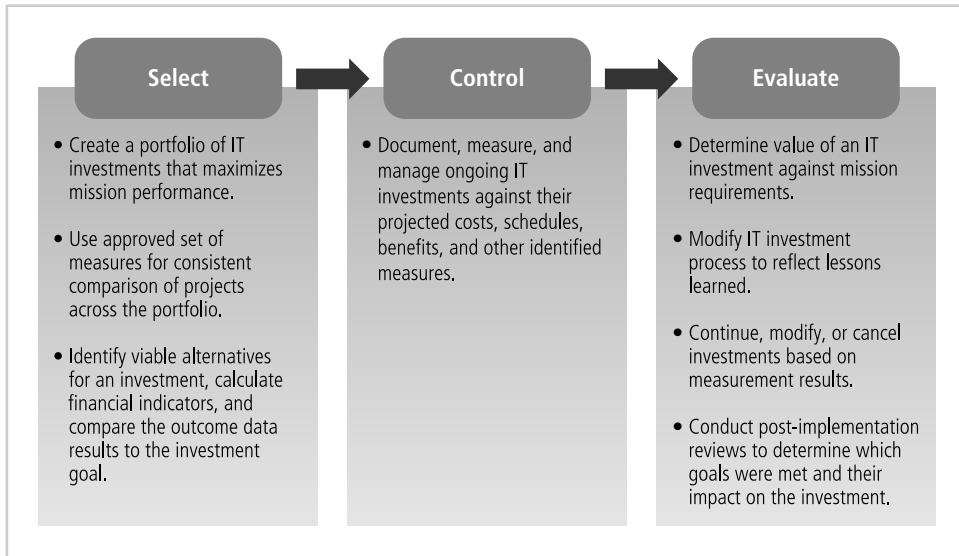 Select
• Create a portfolio of IT
investments that maximizes
mission performance.
• Use approved set of
measures for consistent
comparison of projects
across the portfolio.
• Identify viable alternatives
for an investment, calculate
financial indicators, and
compare the outcome data
results to the investment
goal.
Control
• Document, measure, and
manage ongoing IT
investments against their
projected costs, schedules,
benefits, and other identified
measures.
Evaluate
• Determine value of an IT
investment against mission
requirements.
• Modify IT investment
process to reflect lessons
learned.
• Continue, modify, or cancel
investments based on
measurement results.
• Conduct post-implementation
reviews to determine which
goals were met and their
impact on the investment.